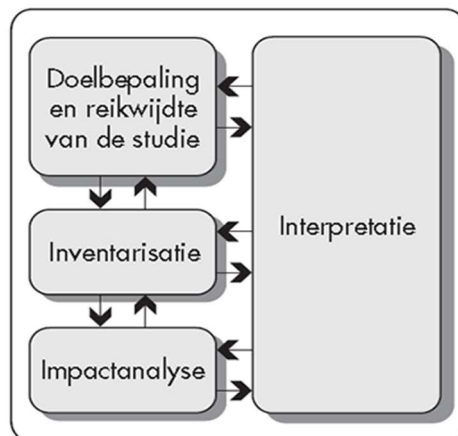 Doelbepaling
en reikwijdte
van de studie
Inventarisatie
Impactanalyse
Interpretatie